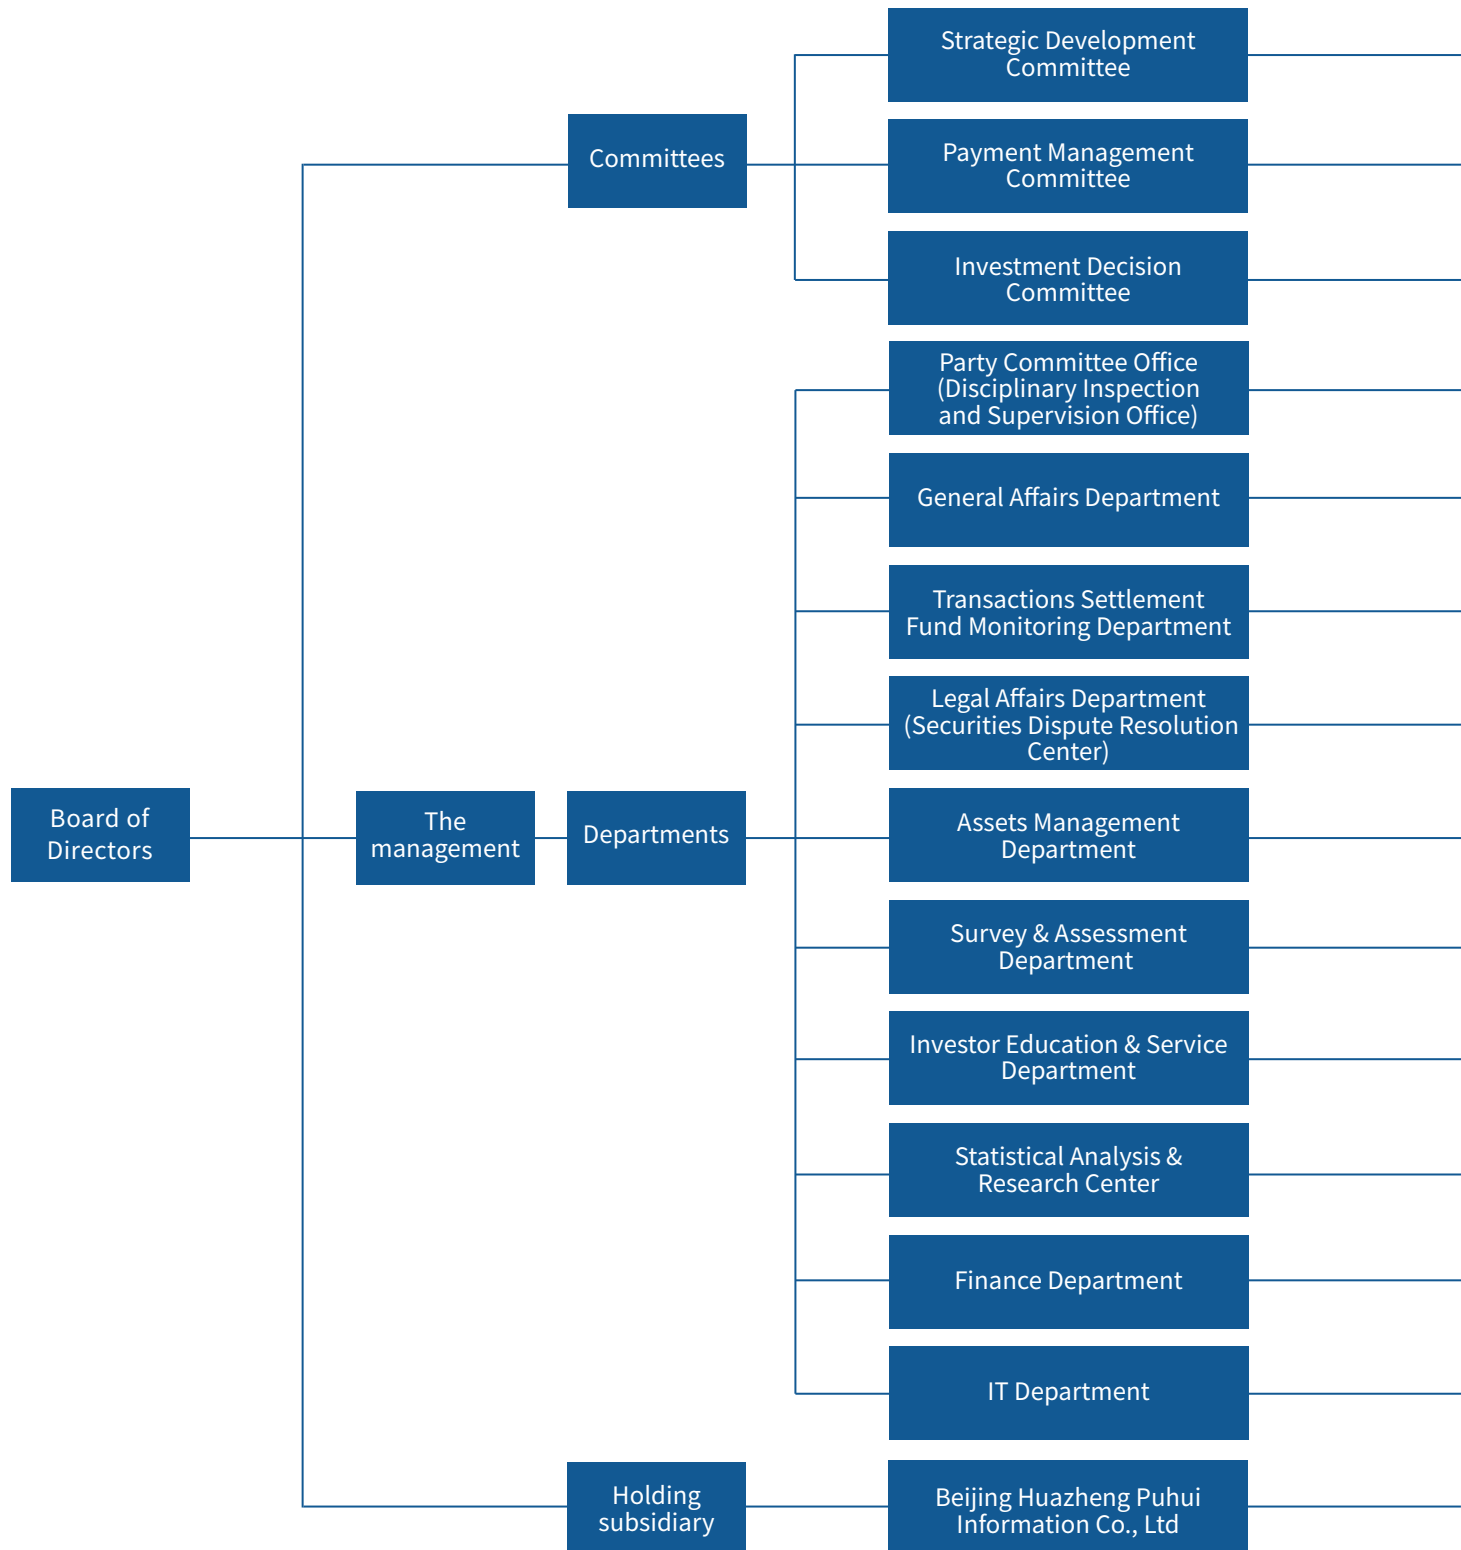 Strategic Development
Committee
Committees
Payment Management
Committee
Investment Decision
Committee
Party Committee Office
(Disciplinary Inspection
and Supervision Office)
General Affairs Department
Transactions Settlement
Fund Monitoring Department
Legal Affairs Department
(Securities Dispute Resolution
Center)
Board of
Directors
The
management
Departments
Assets Management
Department
Survey & Assessment
Department
Investor Education & Service
Department
Statistical Analysis &
Research Center
Finance Department
IT Department
Holding
subsidiary
Beijing Huazheng Puhui
Information Co., Ltd